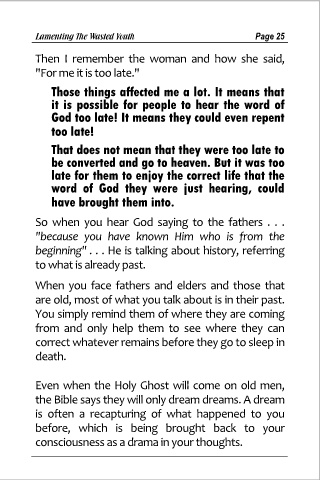 Lamenting The Wasted Youth Page 25
Then I remember the woman and how she said,
"For me it is too late."
Those things affected me a lot. It means that
it is possible for people to hear the word of
God too late! It means they could even repent
too late!
That does not mean that they were too late to
be converted and go to heaven. But it was too
late for them to enjoy the correct life that the
word of God they were just hearing, could
have brought them into.
So when you hear God saying to the fathers . . .
"because you have known Him who is from the
beginning" . . . He is talking about history, referring
to what is already past.
When you face fathers and elders and those that
are old, most of what you talk about is in their past.
You simply remind them of where they are coming
from and only help them to see where they can
correct whatever remains before they go to sleep in
death.
Even when the Holy Ghost will come on old men,
the Bible says they will only dream dreams. A dream
is often a recapturing of what happened to you
before, which is being brought back to your
consciousness as a drama in your thoughts.